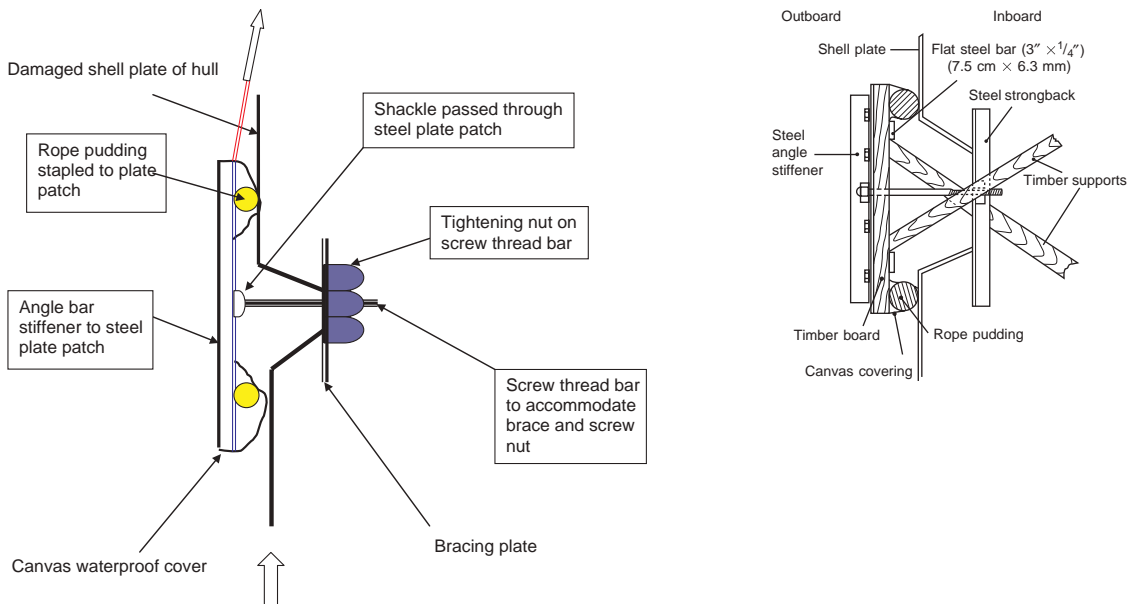 Damaged shell plate of hull
Shackle passed through
steel plate patch
Rope pudding
stapled to plate
patch
Tightening nut on
screw thread bar
Angle bar
stiffener to steel
plate patch
Screw thread bar
to accommodate
brace and screw
nut
Bracing plate
Canvas waterproof cover
Outboard
Inboard
Shell plate
Flat steel bar (3″ ×1/4″)
(7.5 cm × 6.3 mm)
Steel strongback
Steel
angle
stiffener
Timber supports
Timber board
Rope pudding
Canvas covering